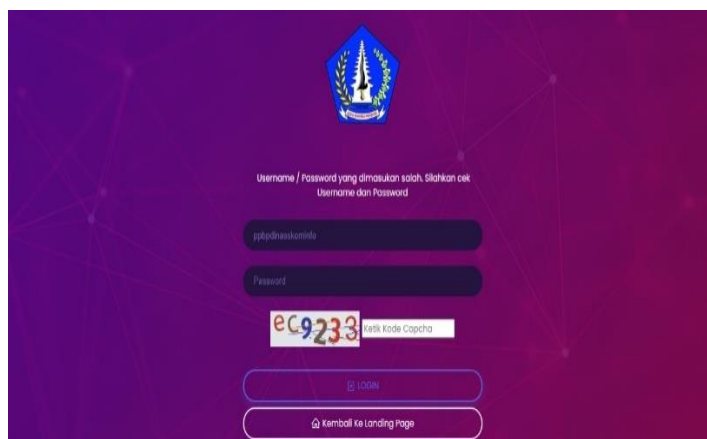 Username / Password yang dimasukan salah. Silahkan cek
Username dan Password
ppbpdinaskominfo
Password
ec9233
Ketik Kode Capcha
LOGIN
Kembali Ke Landing Page